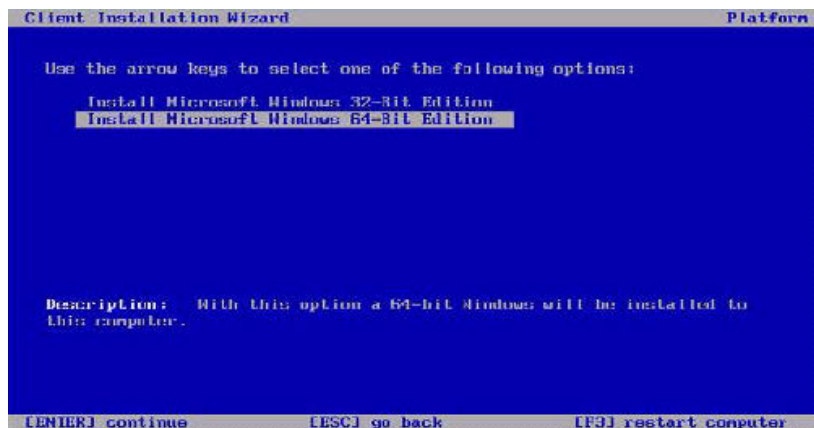 Client Installation Wizard Platform
Use the arrow keys to select one of the following options:
Install Microsoft Windows 32-Bit Edition
Install Microsoft Windows 64-Bit Edition
Description: With this option a 64-bit Windows will be installed to
this computer.
[ENTER] continue [ESC] go back [F3] restart computer